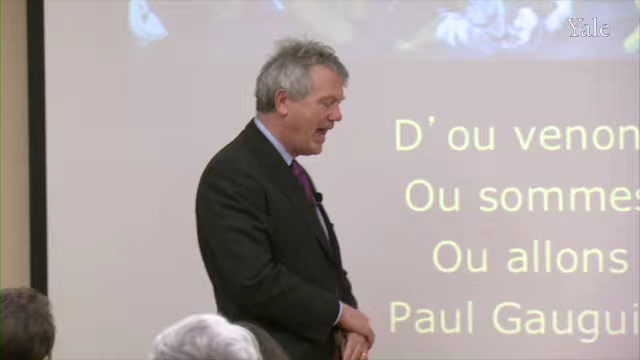 Yale
D'ou venon
Ou sommes
Ou allons
Paul Gaugui